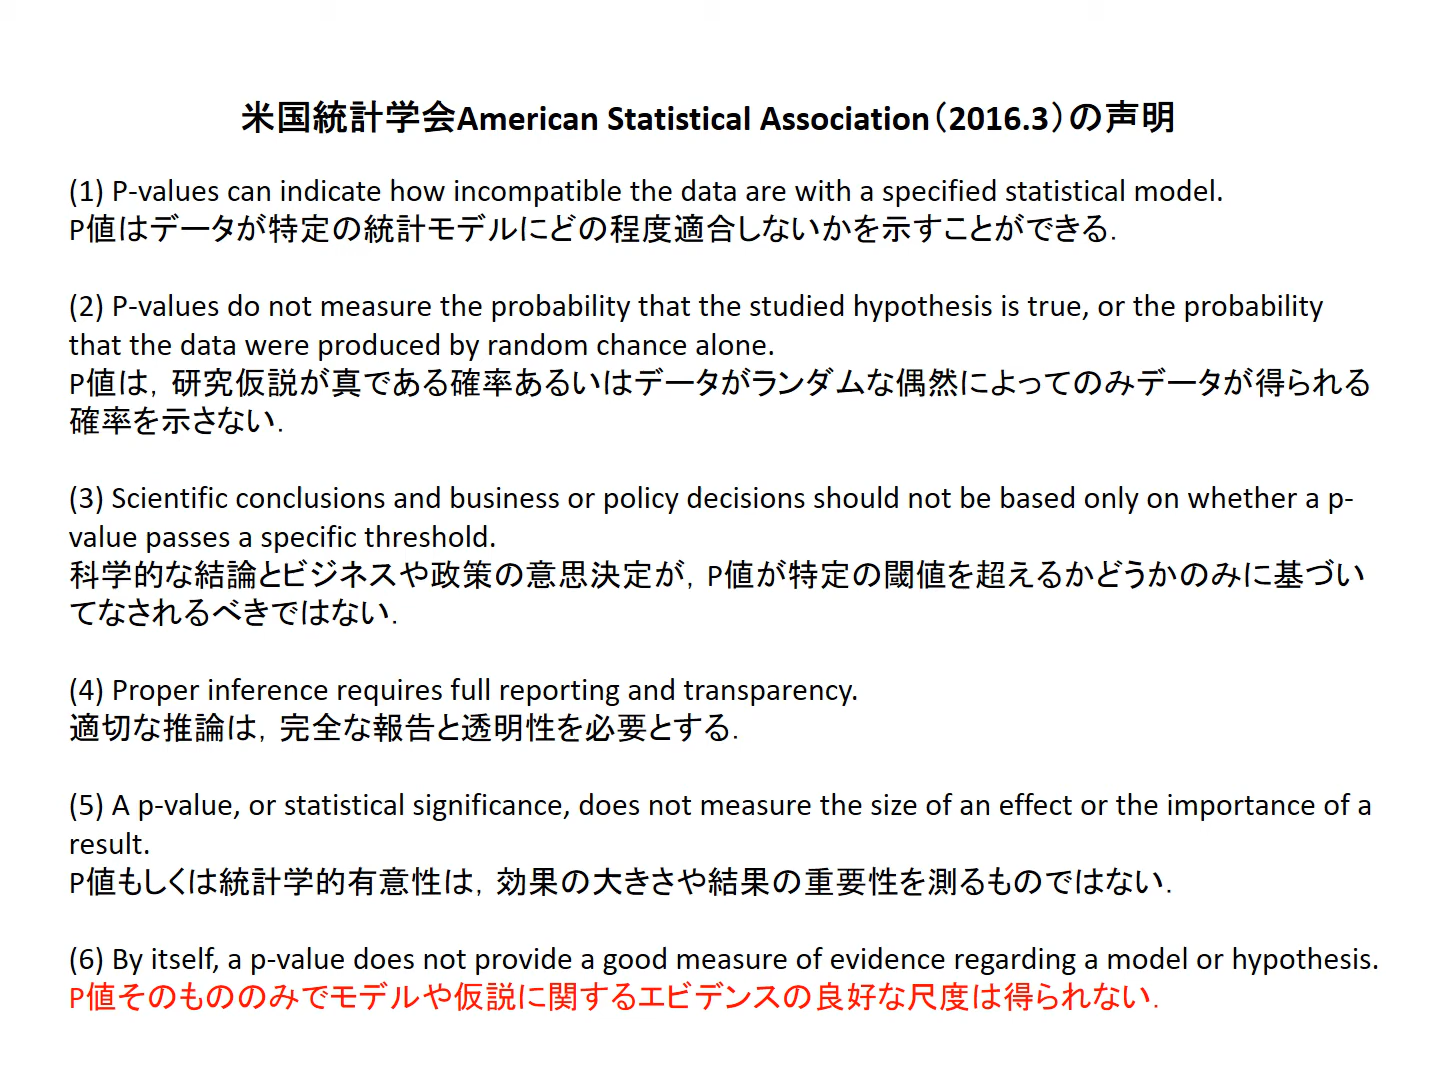 米国統計学会American Statistical Association（2016.3）の声明
(1) P-values can indicate how incompatible the data are with a specified statistical model.
P値はデータが特定の統計モデルにどの程度適合しないかを示すことができる．
(2) P-values do not measure the probability that the studied hypothesis is true, or the probability
that the data were produced by random chance alone.
P値は，研究仮説が真である確率あるいはデータがランダムな偶然によってのみデータが得られる
確率を示さない．
(3) Scientific conclusions and business or policy decisions should not be based only on whether a p-
value passes a specific threshold.
科学的な結論とビジネスや政策の意思決定が，P値が特定の閾値を超えるかどうかのみに基づい
てなされるべきではない．
(4) Proper inference requires full reporting and transparency.
適切な推論は，完全な報告と透明性を必要とする．
(5) A p-value, or statistical significance, does not measure the size of an effect or the importance of a
result.
P値もしくは統計学的有意性は，効果の大きさや結果の重要性を測るものではない．
(6) By itself, a p-value does not provide a good measure of evidence regarding a model or hypothesis.
P値そのもののみでモデルや仮説に関するエビデンスの良好な尺度は得られない．